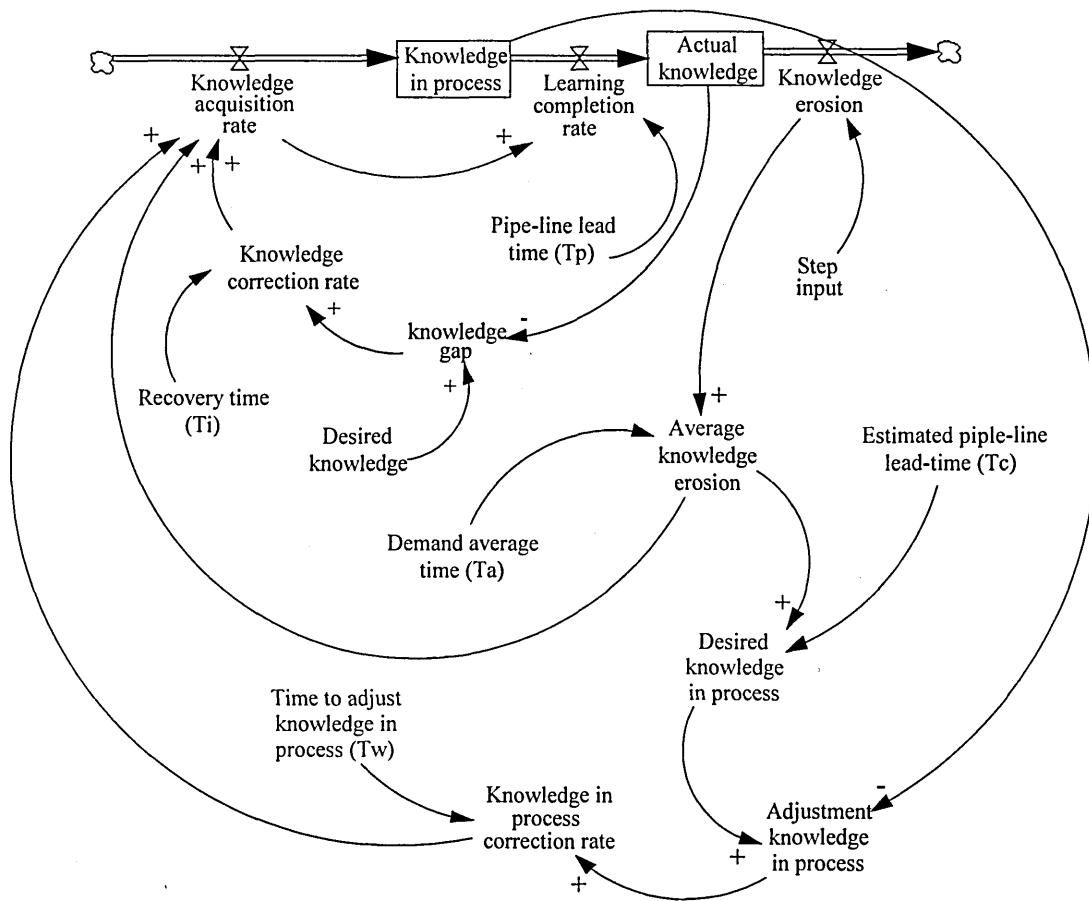 Knowledge
in process
Actual
knowledge
Knowledge
acquisition
rate
Learning
completion
rate
Knowledge
erosion
+
+
+ +
Pipe-line lead
time (Tp)
Knowledge
correction rate
Step
input
+
-
knowledge
gap
+
Recovery time
(Ti)
Desired
knowledge
+
Average
knowledge
erosion
Estimated piple-line
lead-time (Tc)
Demand average
time (Ta)
+
Desired
knowledge
in process
Time to adjust
knowledge in
process (Tw)
-
Knowledge in
process
correction rate
Adjustment
knowledge
in process
+
+